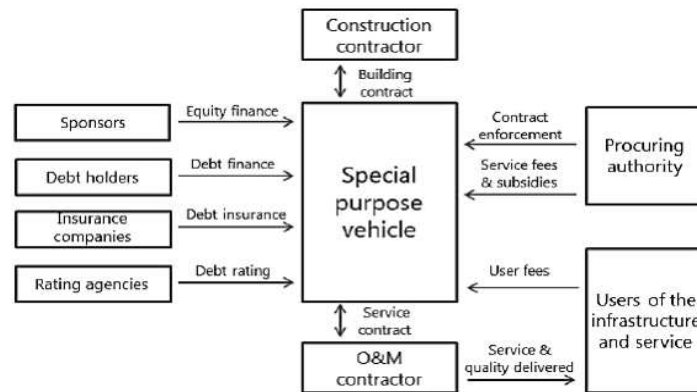 Construction
contractor
Building
contract
Sponsors
Equity finance
Debt holders
Debt finance
Insurance
companies
Debt insurance
Rating agencies
Debt rating
Special
purpose
vehicle
Contract
enforcement
Service fees
& subsidies
Procuring
authority
User fees
Users of the
infrastructure
and service
Service
contract
O&M
contractor
Service &
quality delivered